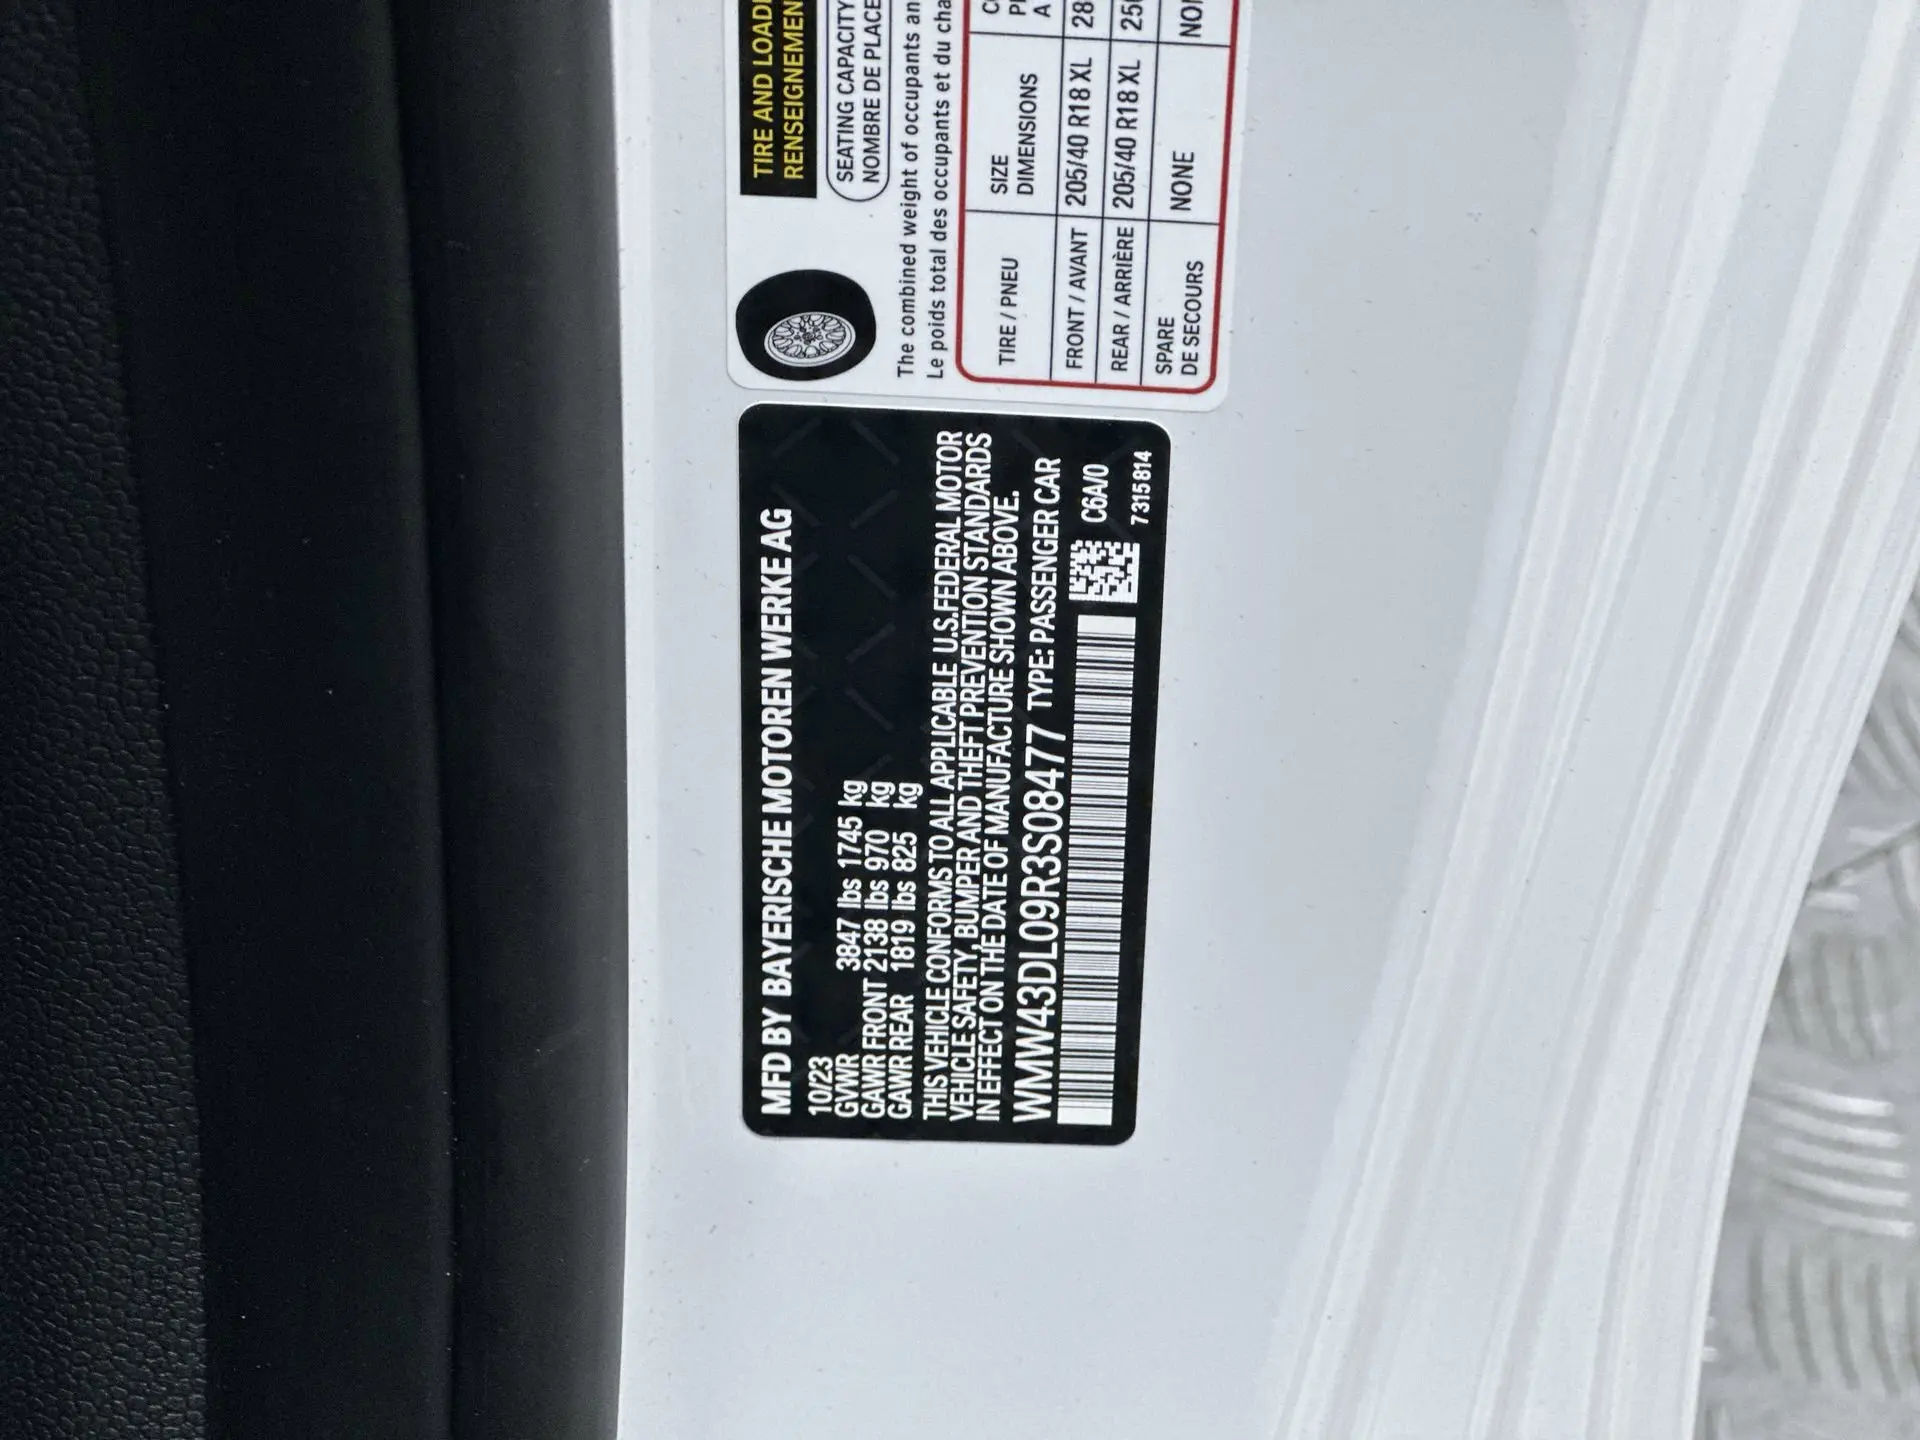 TIRE AND LOADI
RENSEIGNEMEN
SEATING CAPACITY
NOMBRE DE PLACE
The combined weight of occupants an
Le poids total des occupants et du cha
TIRE / PNEU SIZE
DIMENSIONS
FRONT / AVANT 205/40 R18 XL 28
REAR / ARRIÈRE 205/40 R18 XL 25
SPARE
DE SECOURS NONE
MFD BY BAYERISCHE MOTOREN WERKE AG
10/23
GVWR 3847 lbs 1745 kg
GAWR FRONT 2138 lbs 970 kg
GAWR REAR 1819 lbs 825 kg
THIS VEHICLE CONFORMS TO ALL APPLICABLE U.S.FEDERAL MOTOR
VEHICLE SAFETY, BUMPER AND THEFT PREVENTION STANDARDS
IN EFFECT ON THE DATE OF MANUFACTURE SHOWN ABOVE.
WMW43DL09R3S08477 TYPE: PASSENGER CAR
C6A/0
7315814